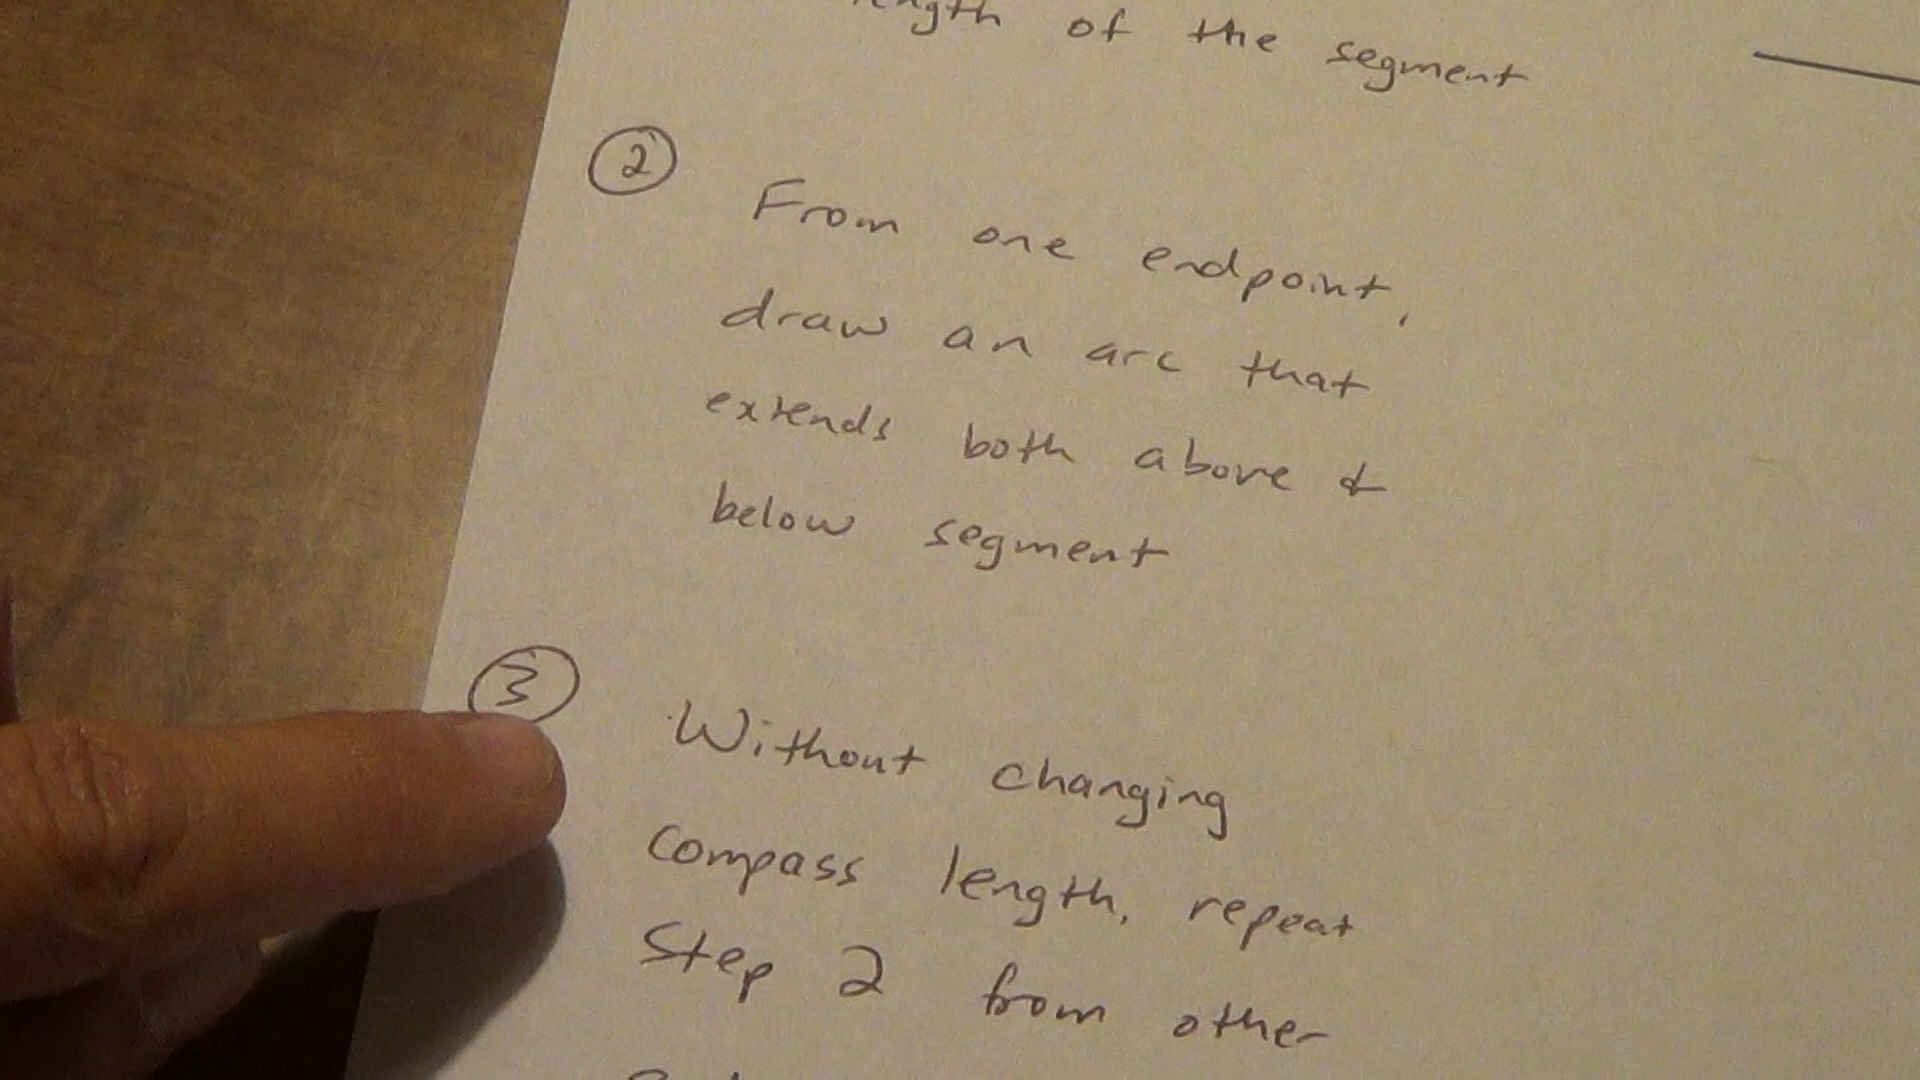 length of the segment
② From one endpoint,
draw an arc that
extends both above &
below segment
③ Without changing
compass length, repeat
Step 2 from other